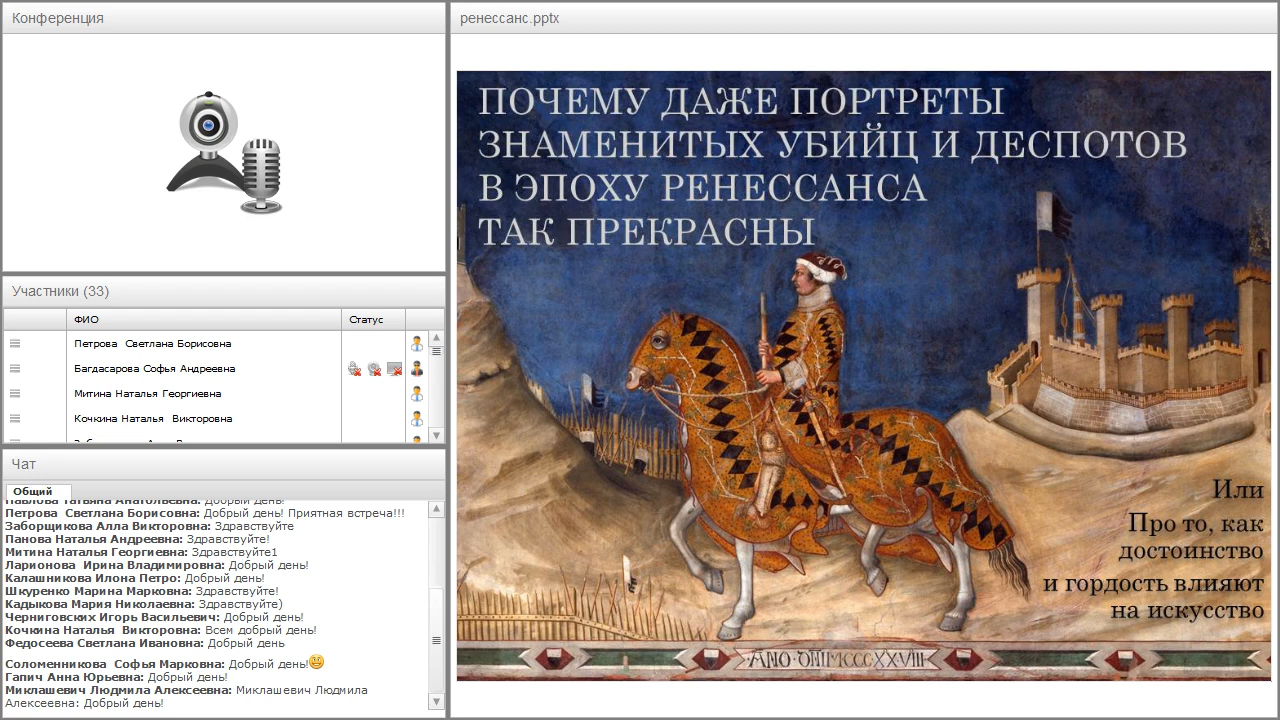 Конференция
Участники (33)
ФИО
Статус
Петрова Светлана Борисовна
Багдасарова Софья Андреевна
Митина Наталья Георгиевна
Кочкина Наталья Викторовна
Чат
Общий
Павлова Татьяна Анатольевна: Добрый день!
Петрова Светлана Борисовна: Добрый день! Приятная встреча!!!
Заборщикова Алла Викторовна: Здравствуйте
Панова Наталья Андреевна: Здравствуйте!
Митина Наталья Георгиевна: Здравствуйте1
Ларионова Ирина Владимировна: Добрый день!
Калашникова Илона Петро: Добрый день!
Шкуренко Марина Марковна: Здравствуйте!
Кадыкова Мария Николаевна: Здравствуйте)
Черниговских Игорь Васильевич: Добрый день!
Кочкина Наталья Викторовна: Всем добрый день!
Федосеева Светлана Ивановна: Добрый день
Соломенникова Софья Марковна: Добрый день!
Гапич Анна Юрьевна: Добрый день!
Миклашевич Людмила Алексеевна: Миклашевич Людмила
Алексеевна: Добрый день!
ренессанс.pptx
ПОЧЕМУ ДАЖЕ ПОРТРЕТЫ
ЗНАМЕНИТЫХ УБИЙЦ И ДЕСПОТОВ
В ЭПОХУ РЕНЕССАНСА
ТАК ПРЕКРАСНЫ
Или
Про то, как
достоинство
и гордость влияют
на искусство